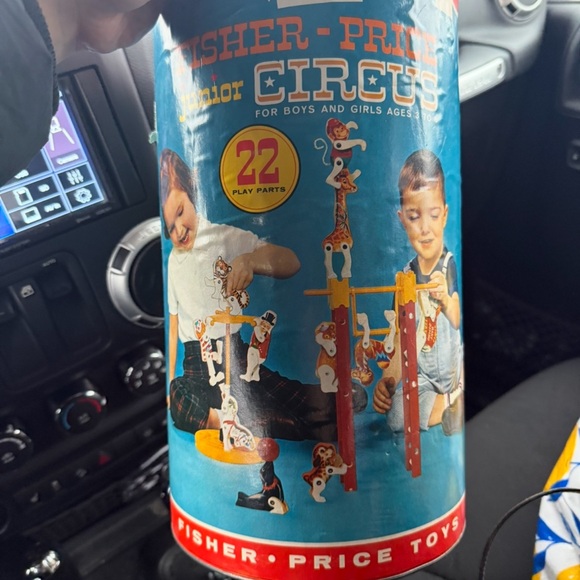 FISHER - PRICE
junior CIRCUS
FOR BOYS AND GIRLS AGES
22
PLAY PARTS
FISHER • PRICE TOYS